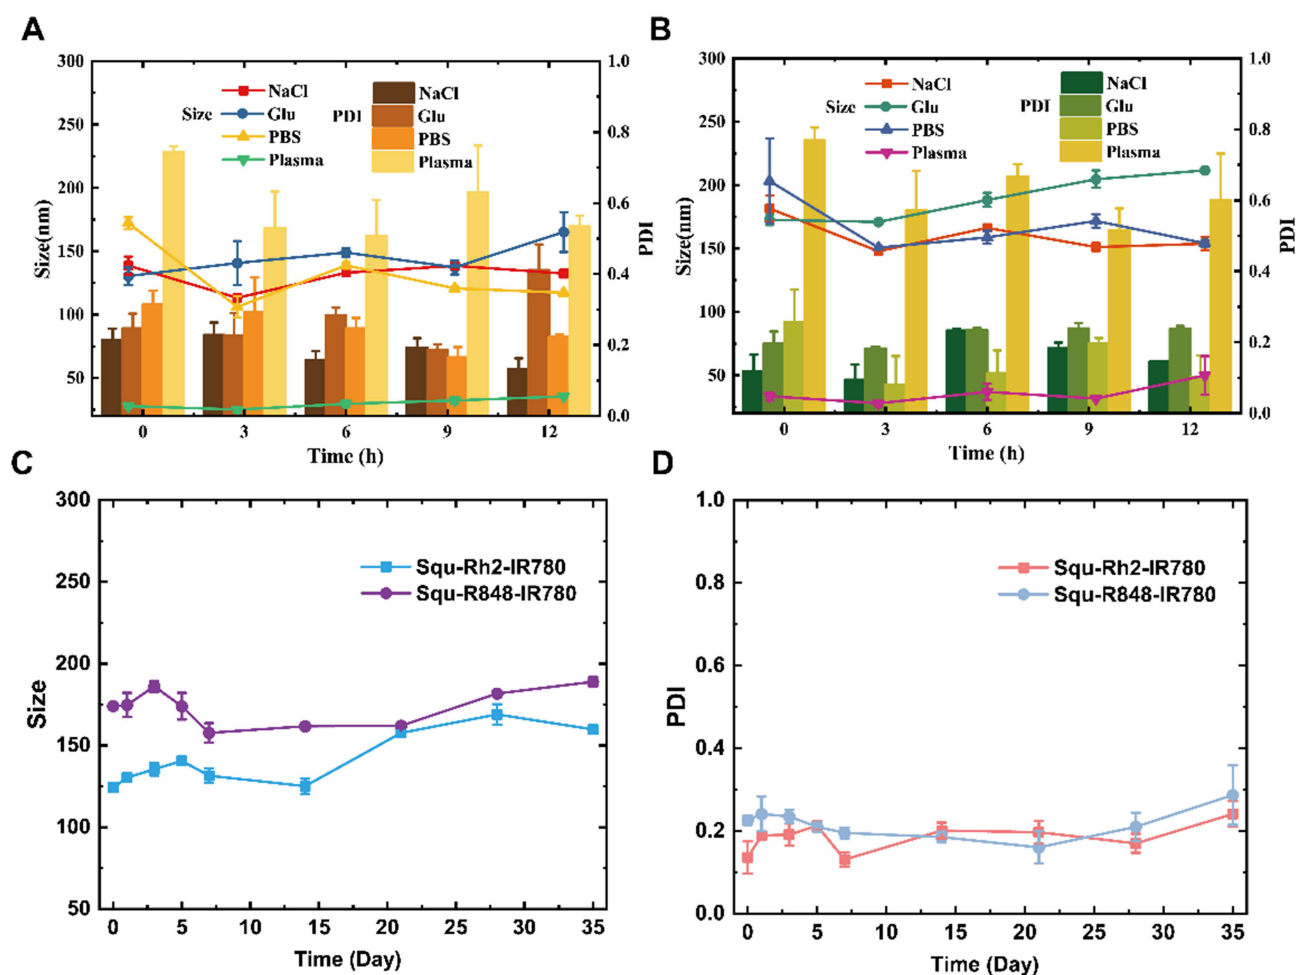 A
300
250
200
150
100
50
Size(nm)
1.0
0.8
0.6
0.4
0.2
0.0
PDI
Size
NaCl
Glu
PBS
Plasma
PDI
NaCl
Glu
PBS
Plasma
0 3 6 9 12
Time (h)
B
300
250
200
150
100
50
Size(nm)
1.0
0.8
0.6
0.4
0.2
0.0
PDI
Size
NaCl
Glu
PBS
Plasma
PDI
NaCl
Glu
PBS
Plasma
0 3 6 9 12
Time (h)
C
300
250
200
150
100
50
Size
Squ-Rh2-IR780
Squ-R848-IR780
0 5 10 15 20 25 30 35
Time (Day)
D
1.0
0.8
0.6
0.4
0.2
0.0
PDI
Squ-Rh2-IR780
Squ-R848-IR780
0 5 10 15 20 25 30 35
Time (Day)